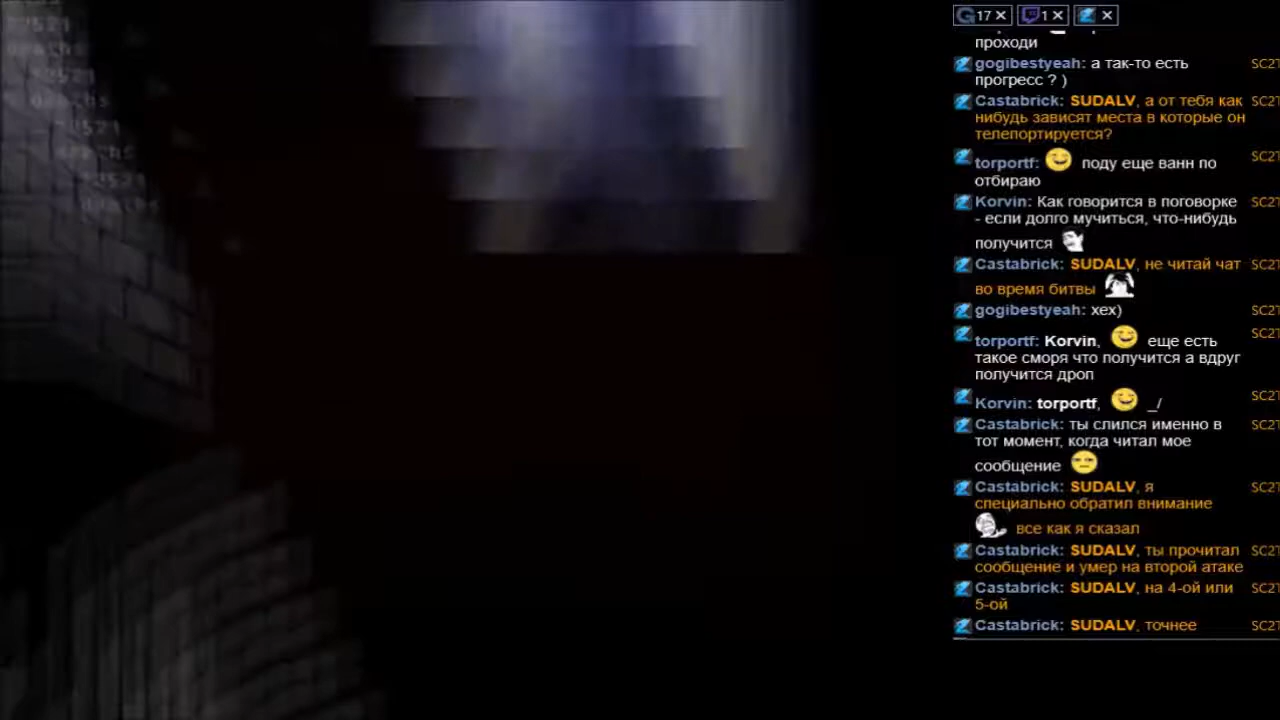 17 ×
1 ×
×
проходи
gogibestyeah: а так-то есть
прогресс ? )
Castabrick: SUDALV, а от тебя как
нибудь зависят места в которые он
телепортируется?
torportf: поду еще ванн по
отбираю
Korvin: Как говорится в поговорке
- если долго мучиться, что-нибудь
получится
Castabrick: SUDALV, не читай чат
во время битвы
gogibestyeah: хех)
torportf: Korvin, еще есть
такое сморя что получится а вдруг
получится дроп
Korvin: torportf, _/
Castabrick: ты слился именно в
тот момент, когда читал мое
сообщение
Castabrick: SUDALV, я
специально обратил внимание
все как я сказал
Castabrick: SUDALV, ты прочитал
сообщение и умер на второй атаке
Castabrick: SUDALV, на 4-ой или
5-ой
Castabrick: SUDALV, точнее